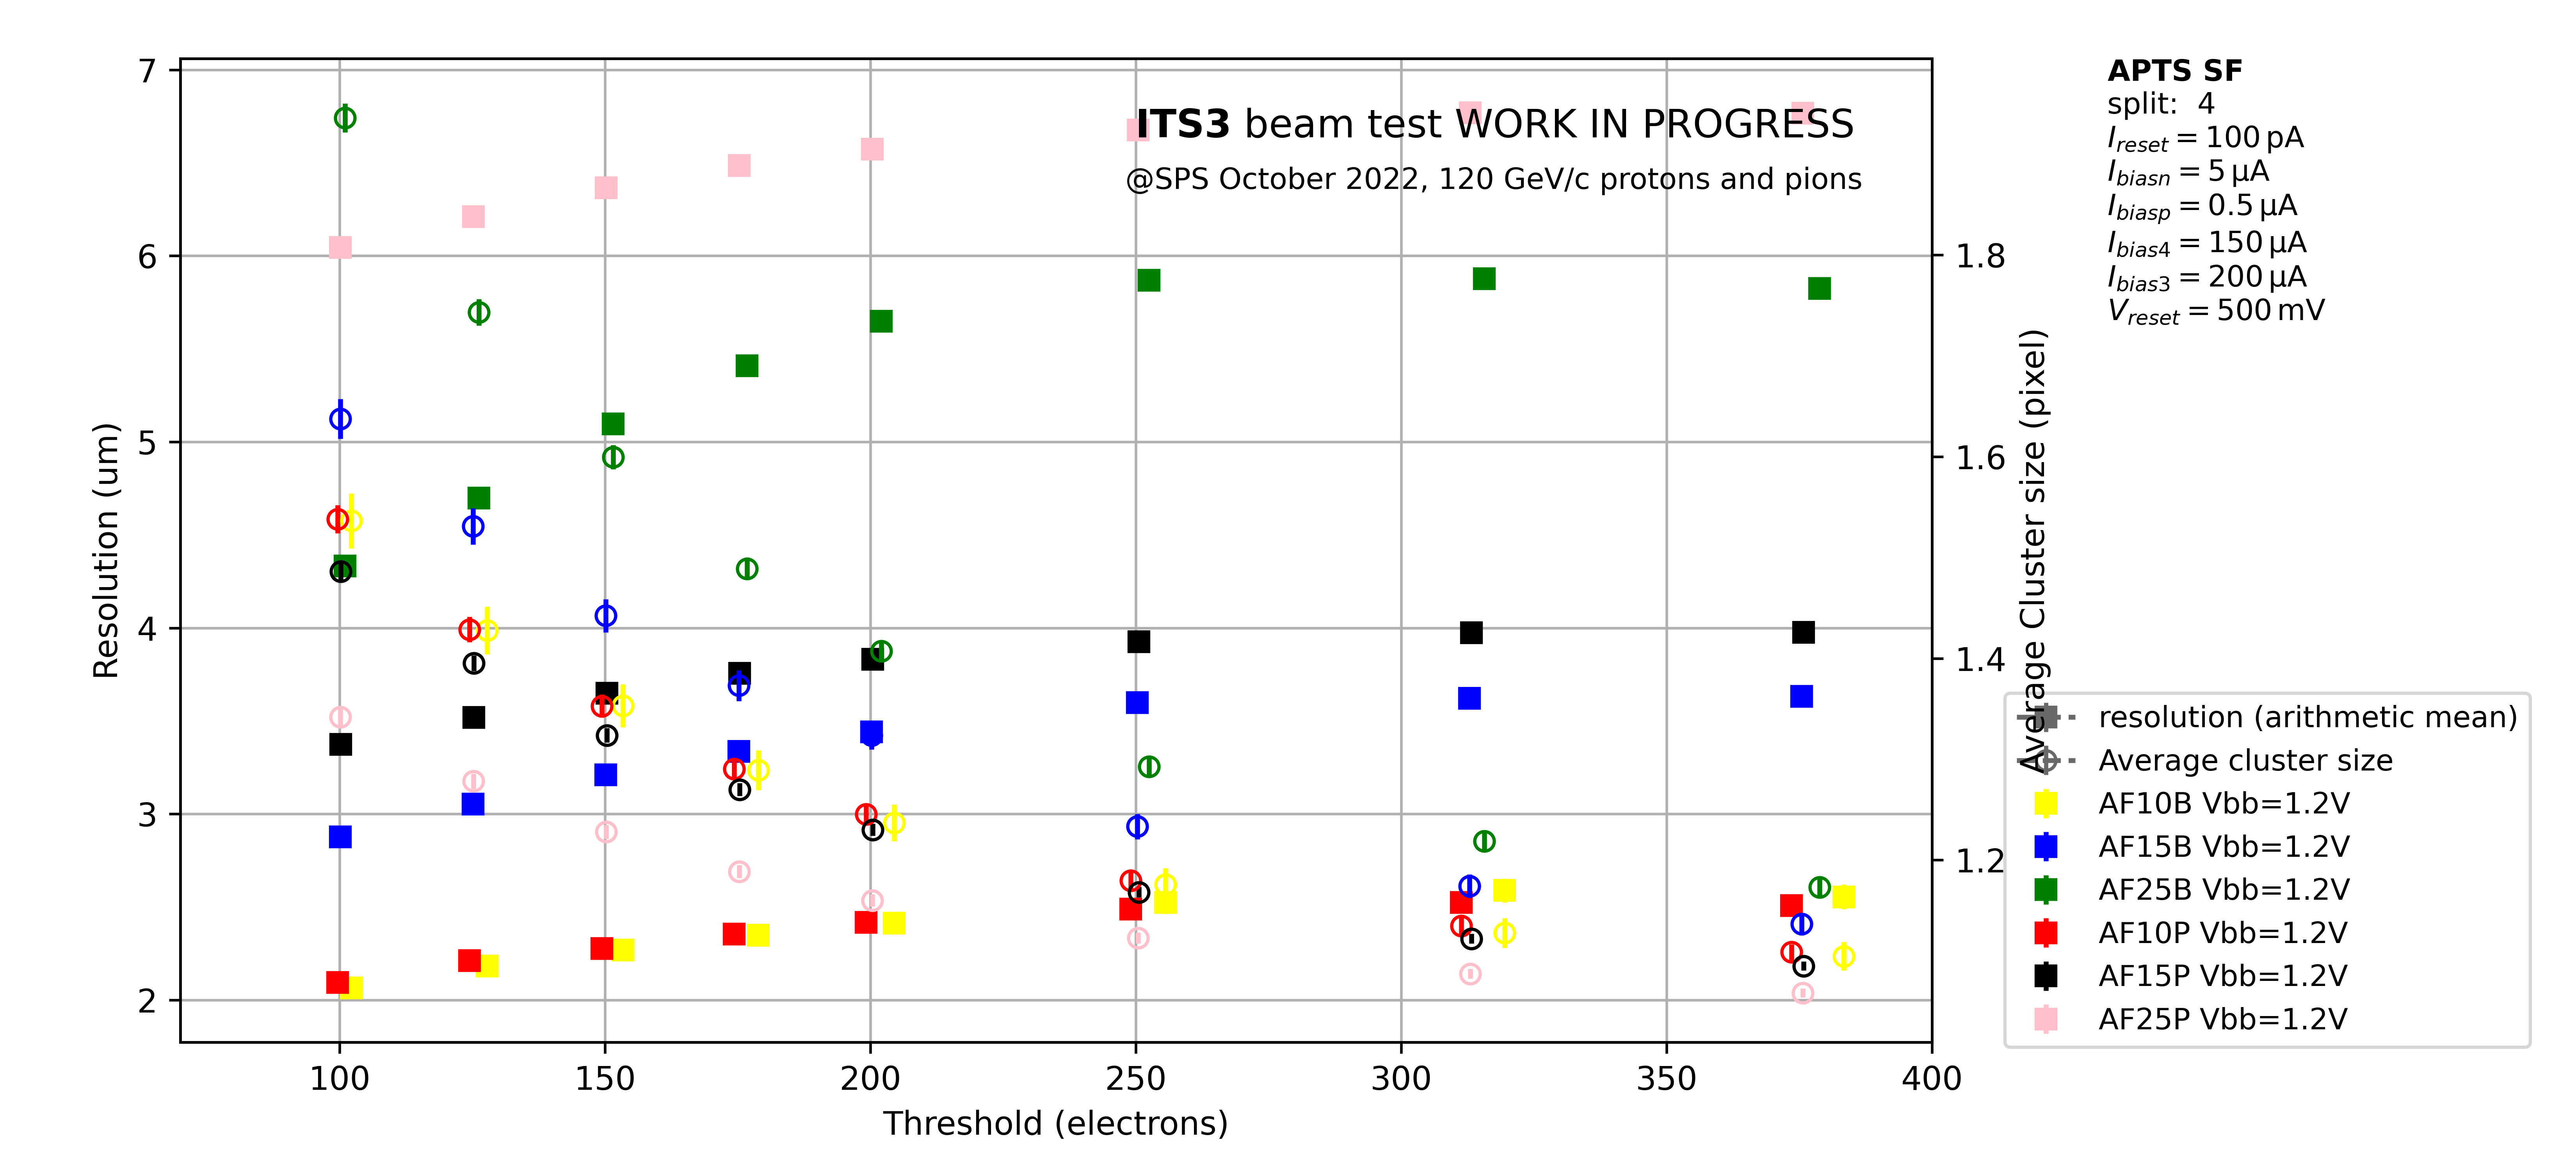 7
6
5
4
3
2
Resolution (um)
100
150
200
250
300
350
400
Threshold (electrons)
ITS3 beam test WORK IN PROGRESS
@SPS October 2022, 120 GeV/c protons and pions
1.8
1.6
1.4
1.2
Average Cluster size (pixel)
APTS SF
split: 4
I_reset = 100 pA
I_biasn = 5 μA
I_biasp = 0.5 μA
I_bias4 = 150 μA
I_bias3 = 200 μA
V_reset = 500 mV
resolution (arithmetic mean)
Average cluster size
AF10B Vbb=1.2V
AF15B Vbb=1.2V
AF25B Vbb=1.2V
AF10P Vbb=1.2V
AF15P Vbb=1.2V
AF25P Vbb=1.2V